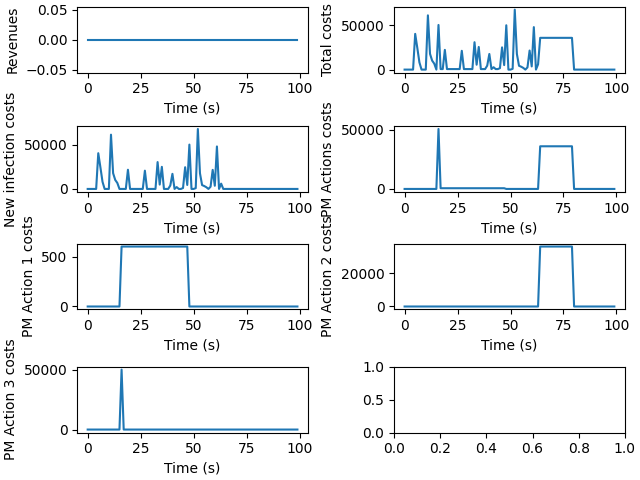 Revenues
0.05
0.00
−0.05
0 25 50 75 100
Time (s)
Total costs
50000
0
0 25 50 75 100
Time (s)
New infection costs
50000
0
0 25 50 75 100
Time (s)
PM Actions costs
50000
0
0 25 50 75 100
Time (s)
PM Action 1 costs
500
0
0 25 50 75 100
Time (s)
PM Action 2 costs
20000
0
0 25 50 75 100
Time (s)
PM Action 3 costs
50000
0
0 25 50 75 100
Time (s)
1.0
0.5
0.0
0.0 0.2 0.4 0.6 0.8 1.0